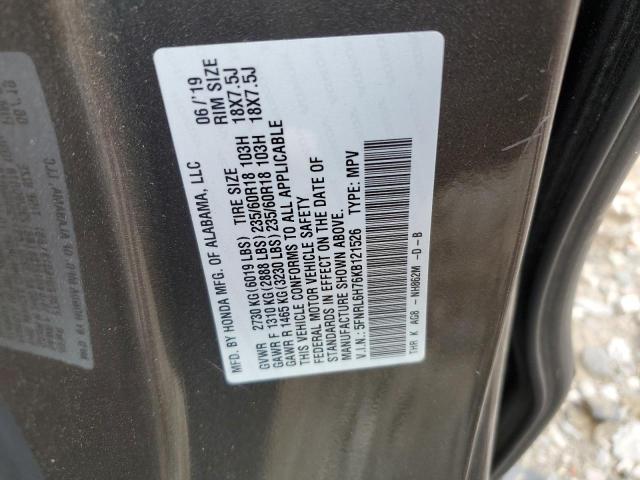 MFD. BY HONDA MFG. OF ALABAMA, LLC 06/'19
GVWR 2730 KG(6019 LBS) TIRE SIZE RIM SIZE
GAWR F 1310 KG(2888 LBS) 235/60R18 103H 18X7.5J
GAWR R 1465 KG(3230 LBS) 235/60R18 103H 18X7.5J
THIS VEHICLE CONFORMS TO ALL APPLICABLE
FEDERAL MOTOR VEHICLE SAFETY
STANDARDS IN EFFECT ON THE DATE OF
MANUFACTURE SHOWN ABOVE.
V.I.N.: 5FNRL6H76KB121526 TYPE: MPV
THR K AG8 - NH862M -D-B